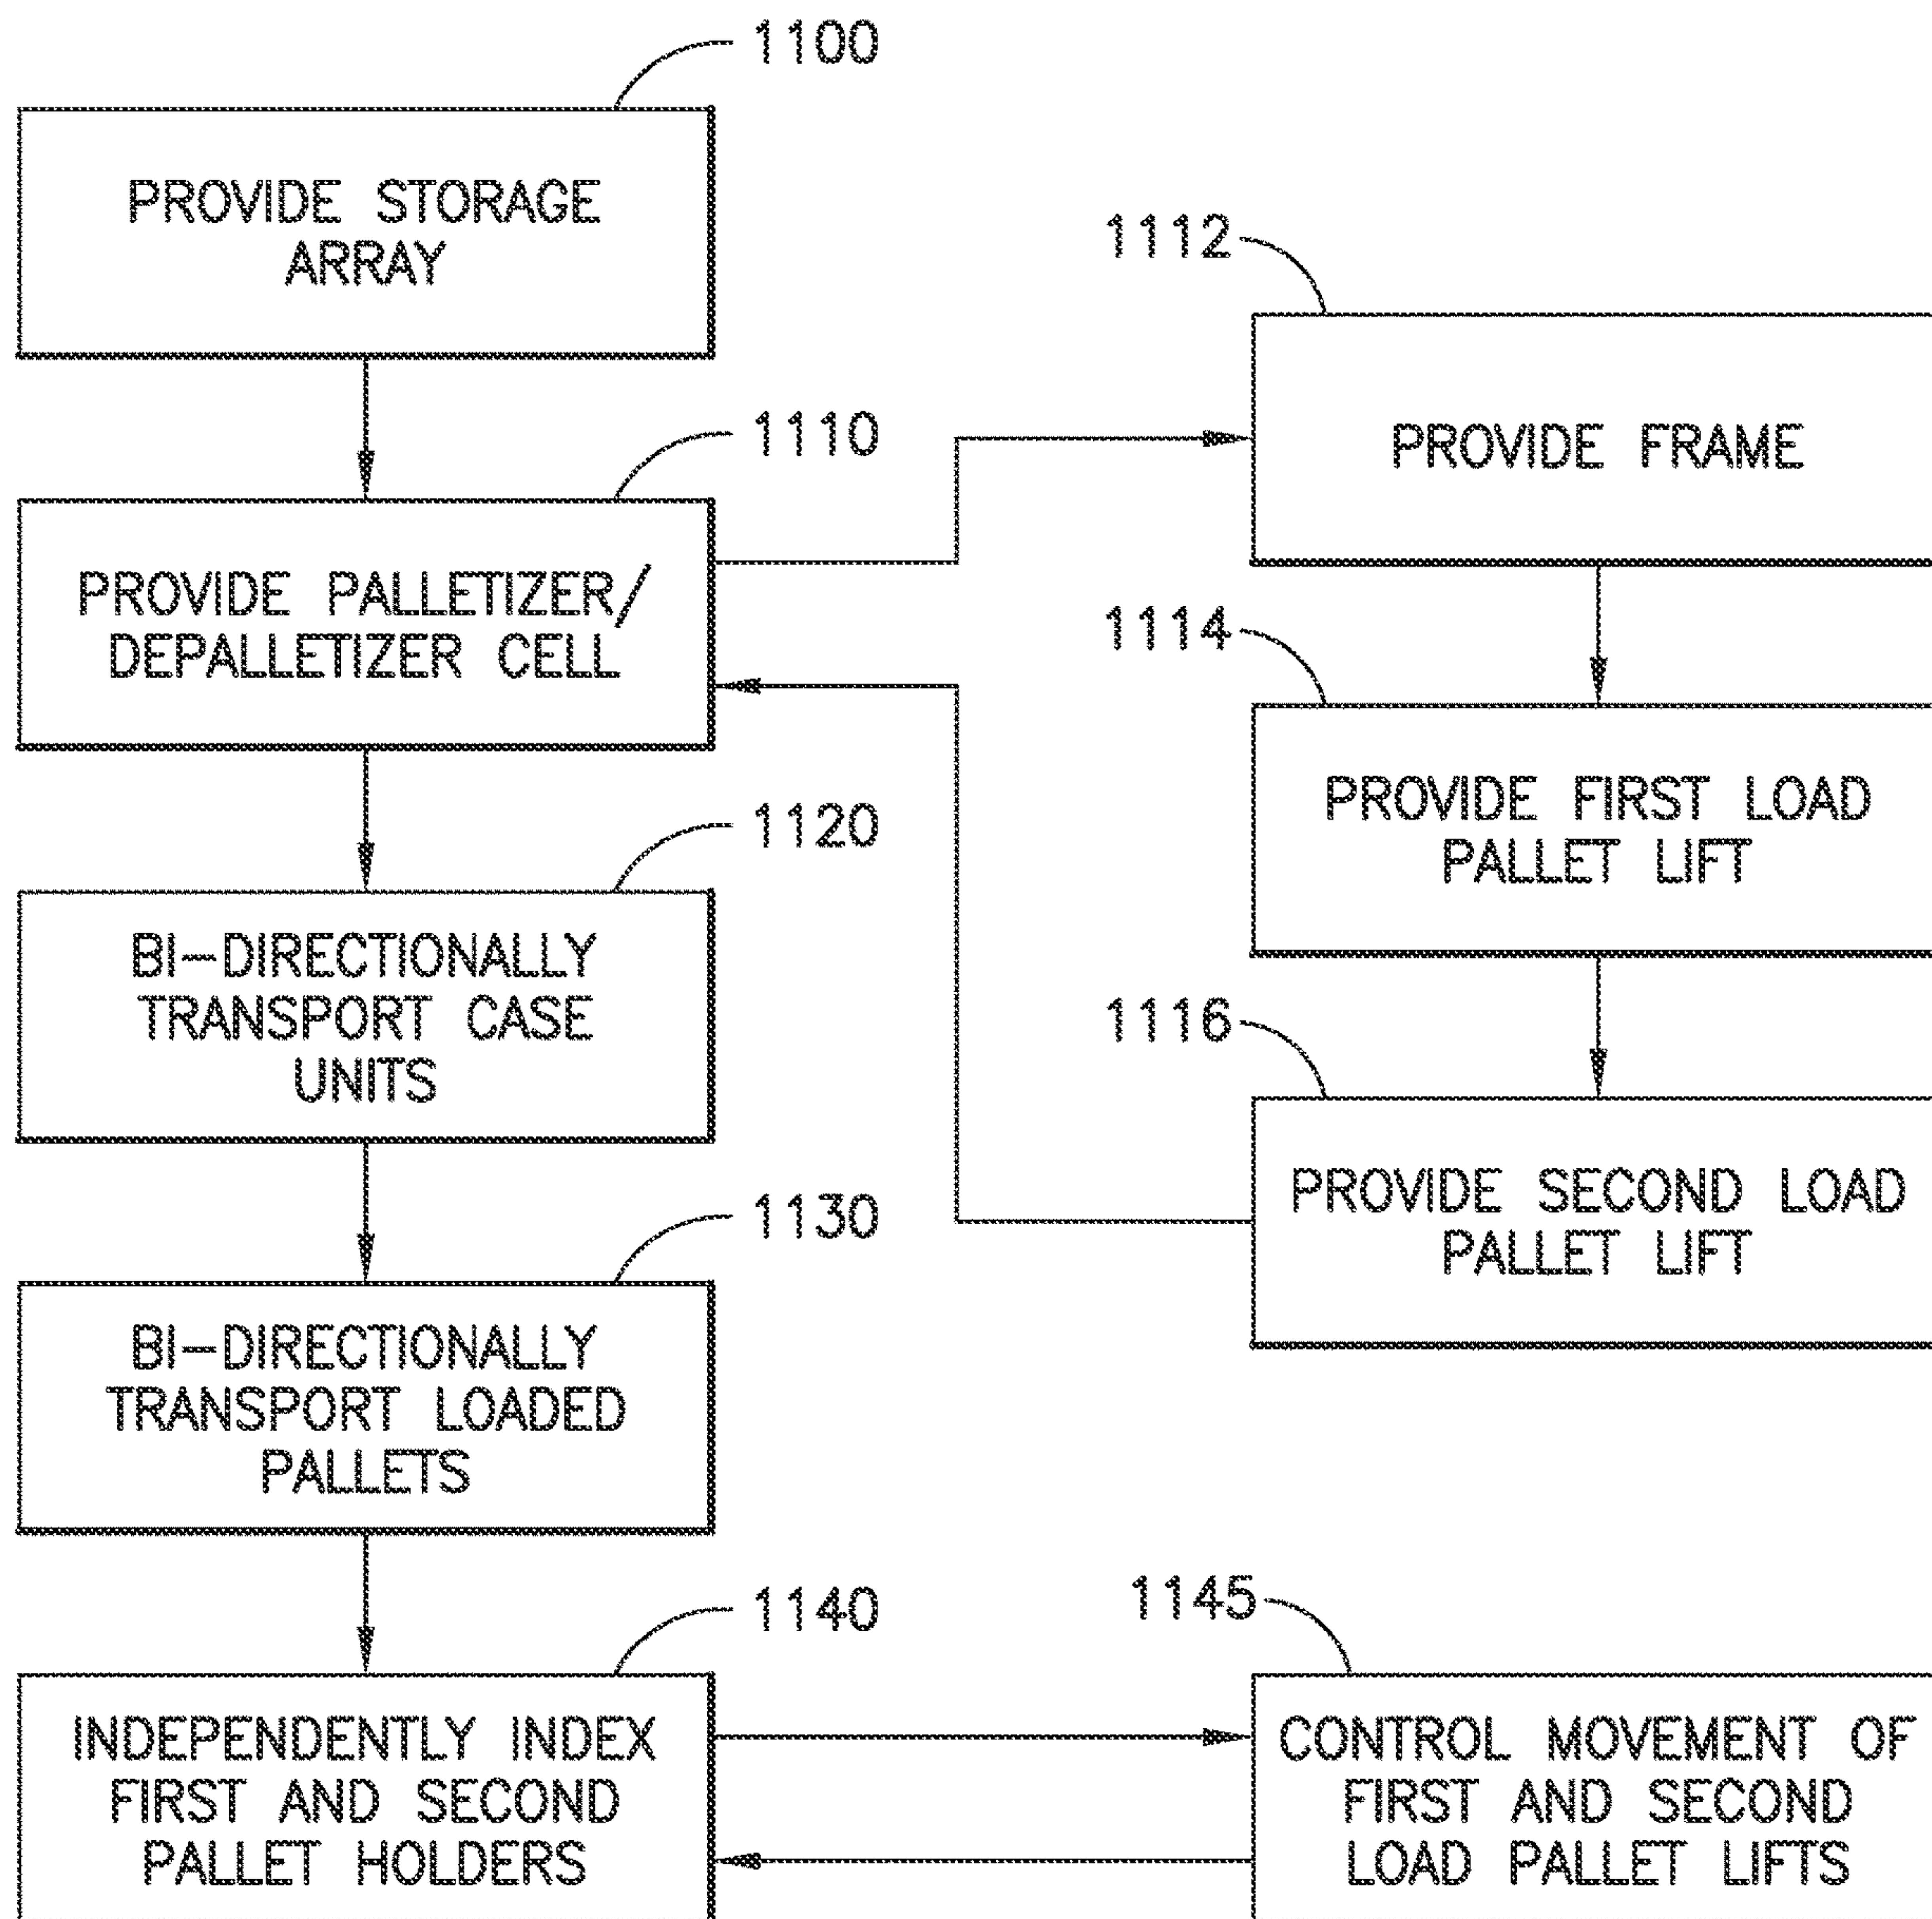 1100
PROVIDE STORAGE
ARRAY
1110
PROVIDE PALLETIZER/
DEPALLETIZER CELL
1112
PROVIDE FRAME
1114
PROVIDE FIRST LOAD
PALLET LIFT
1116
PROVIDE SECOND LOAD
PALLET LIFT
1120
BI-DIRECTIONALLY
TRANSPORT CASE
UNITS
1130
BI-DIRECTIONALLY
TRANSPORT LOADED
PALLETS
1140
INDEPENDENTLY INDEX
FIRST AND SECOND
PALLET HOLDERS
1145
CONTROL MOVEMENT OF
FIRST AND SECOND
LOAD PALLET LIFTS